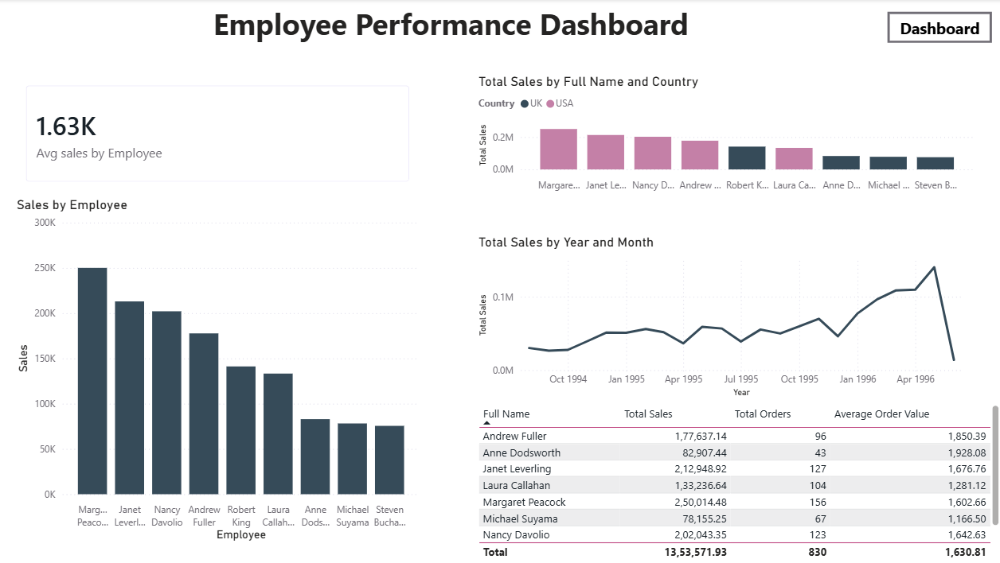 Employee Performance Dashboard
Dashboard
1.63K
Avg sales by Employee
Sales by Employee
300K
250K
200K
150K
100K
50K
0K
Sales
Marg... Janet Nancy Andrew Robert Laura Anne Michael Steven
Peaco... Leverl... Davolio Fuller King Callah... Dods... Suyama Bucha...
Employee
Total Sales by Full Name and Country
Country UK USA
Total Sales
0.2M
0.0M
Margare... Janet Le... Nancy D... Andrew ... Robert K... Laura Ca... Anne D... Michael ... Steven B...
Total Sales by Year and Month
Total Sales
0.1M
0.0M
Oct 1994 Jan 1995 Apr 1995 Jul 1995 Oct 1995 Jan 1996 Apr 1996
Year
Full Name Total Sales Total Orders Average Order Value
Andrew Fuller 1,77,637.14 96 1,850.39
Anne Dodsworth 82,907.44 43 1,928.08
Janet Leverling 2,12,948.92 127 1,676.76
Laura Callahan 1,33,236.64 104 1,281.12
Margaret Peacock 2,50,014.48 156 1,602.66
Michael Suyama 78,155.25 67 1,166.50
Nancy Davolio 2,02,043.35 123 1,642.63
Total 13,53,571.93 830 1,630.81